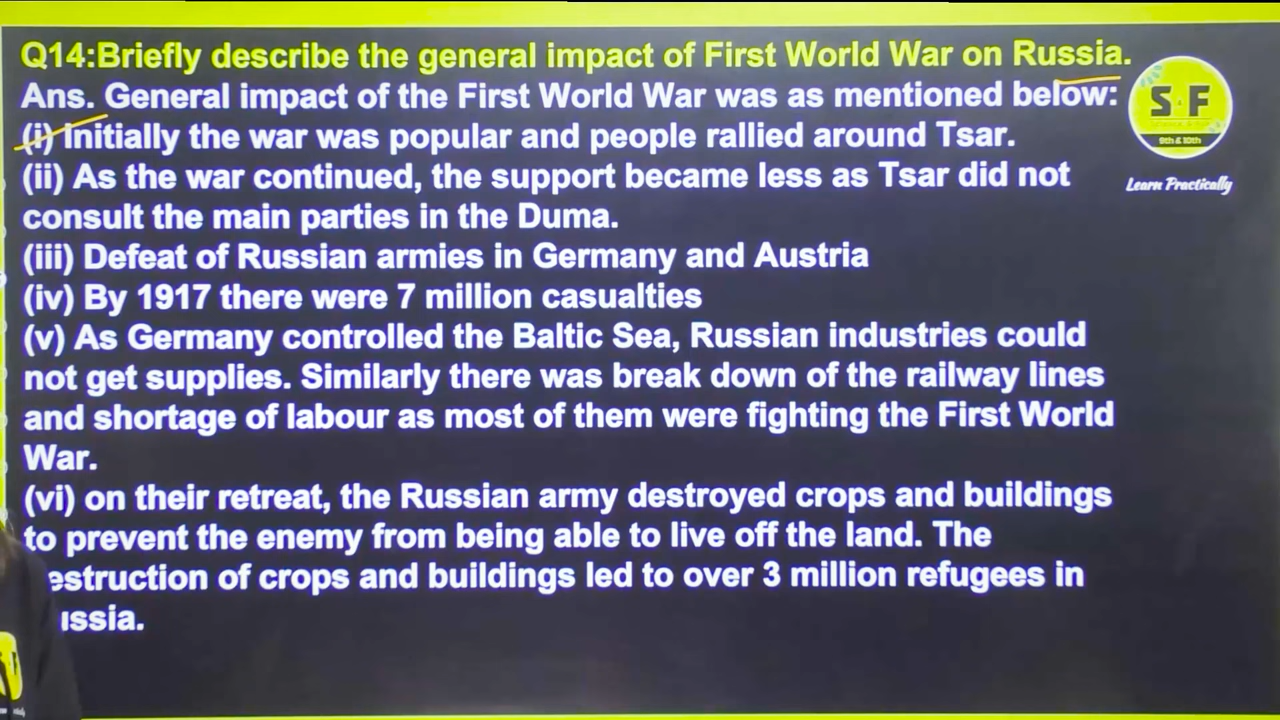 Q14:Briefly describe the general impact of First World War on Russia.
Ans. General impact of the First World War was as mentioned below:
(i) Initially the war was popular and people rallied around Tsar.
(ii) As the war continued, the support became less as Tsar did not
consult the main parties in the Duma.
(iii) Defeat of Russian armies in Germany and Austria
(iv) By 1917 there were 7 million casualties
(v) As Germany controlled the Baltic Sea, Russian industries could
not get supplies. Similarly there was break down of the railway lines
and shortage of labour as most of them were fighting the First World
War.
(vi) on their retreat, the Russian army destroyed crops and buildings
to prevent the enemy from being able to live off the land. The
estruction of crops and buildings led to over 3 million refugees in
ussia.
S F
9th & 10th
Learn Practically